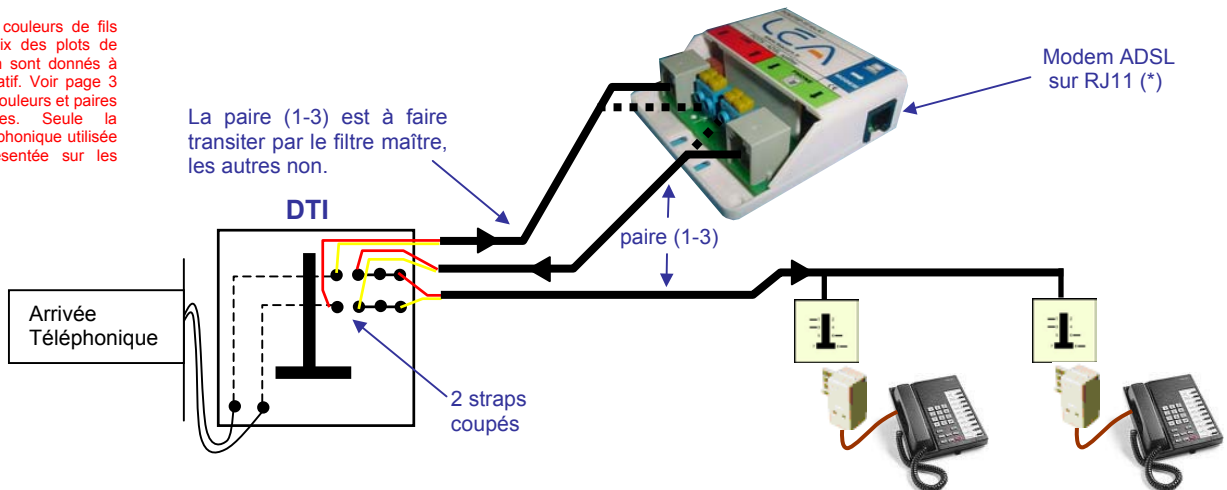 couleurs de fils
ix des plots de
sont donnés à
atif. Voir page 3
ouleurs et paires
es. Seule la
phonique utilisée
ésentée sur les
La paire (1-3) est à faire
transiter par le filtre maître,
les autres non.
Modem ADSL
sur RJ11 (*)
LEA
DTI
paire (1-3)
Arrivée
Téléphonique
2 straps
coupés